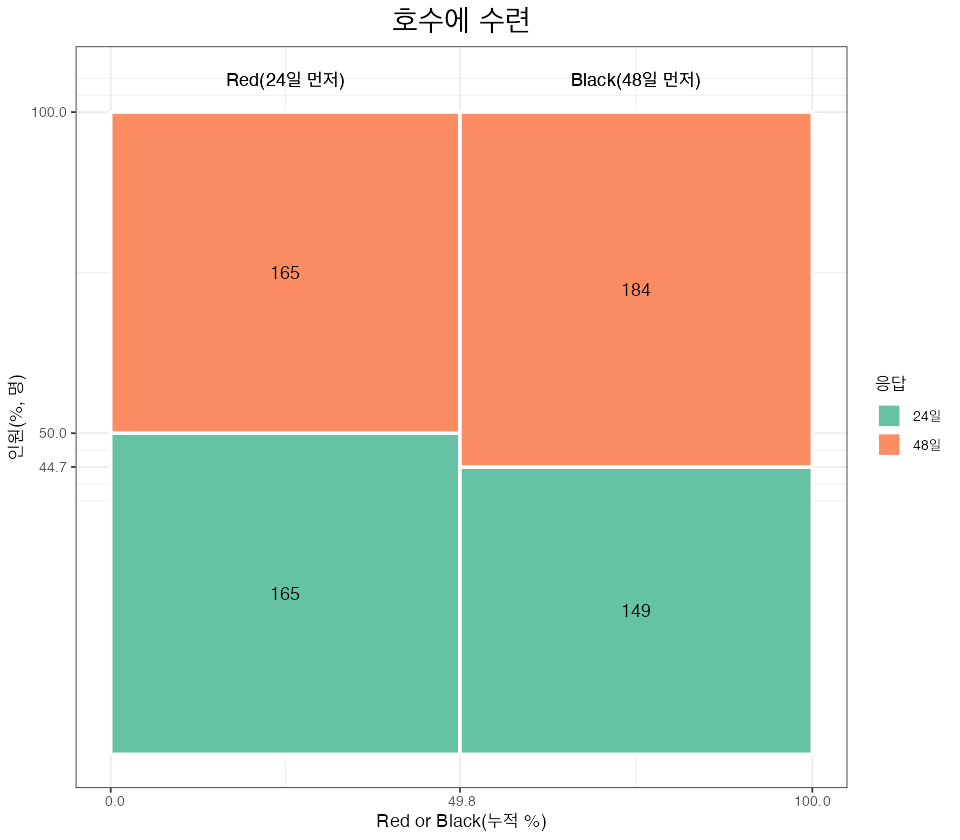 호수에 수련
Red(24일 먼저)
Black(48일 먼저)
100.0
50.0
44.7
인원(%, 명)
165
184
165
149
0.0
49.8
100.0
Red or Black(누적 %)
응답
24일
48일